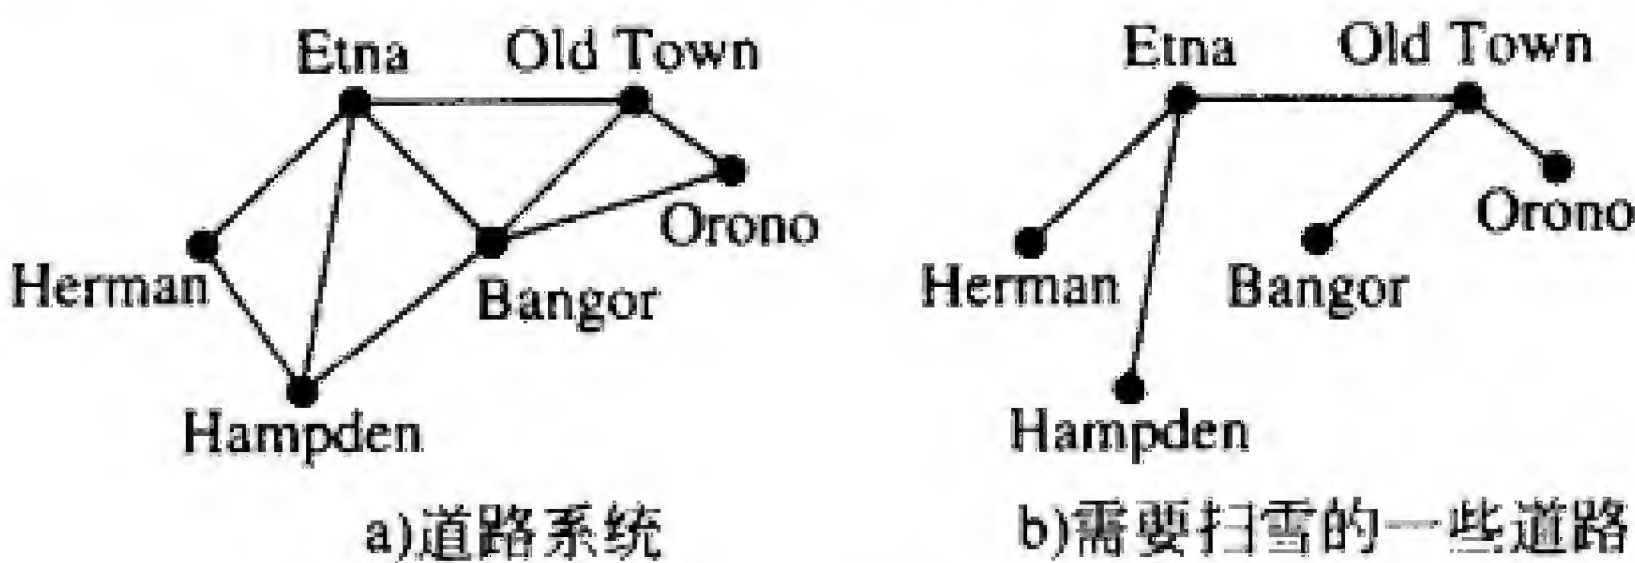 Etna Old Town
Orono
Herman
Bangor
Hampden
a)道路系统
Etna Old Town
Orono
Herman
Bangor
Hampden
b)需要扫雪的一些道路